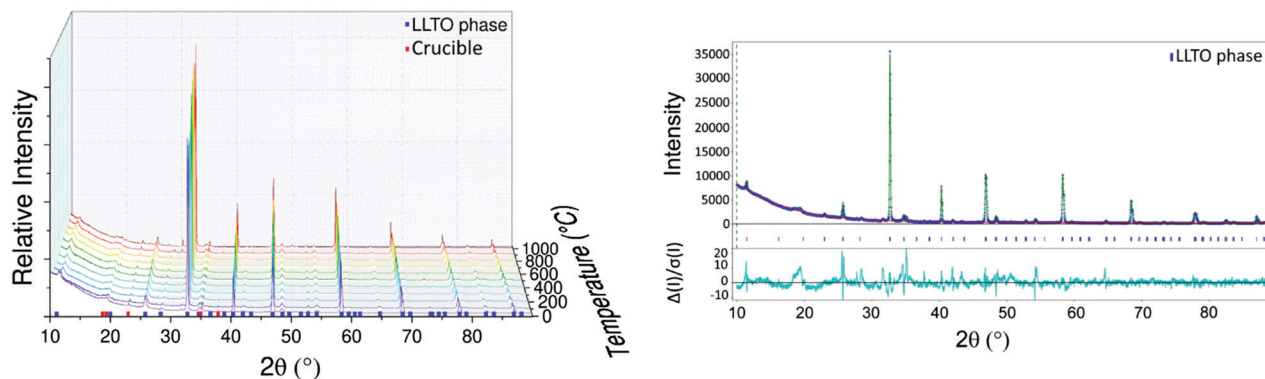 LLTO phase
Crucible
Relative Intensity
1000
800
600
400
200
0
Temperature (°C)
10 20 30 40 50 60 70 80
2θ (°)
LLTO phase
Intensity
35000
30000
25000
20000
15000
10000
5000
0
Δ(I)/σ(I)
20
10
0
-10
10 20 30 40 50 60 70 80
2θ (°)